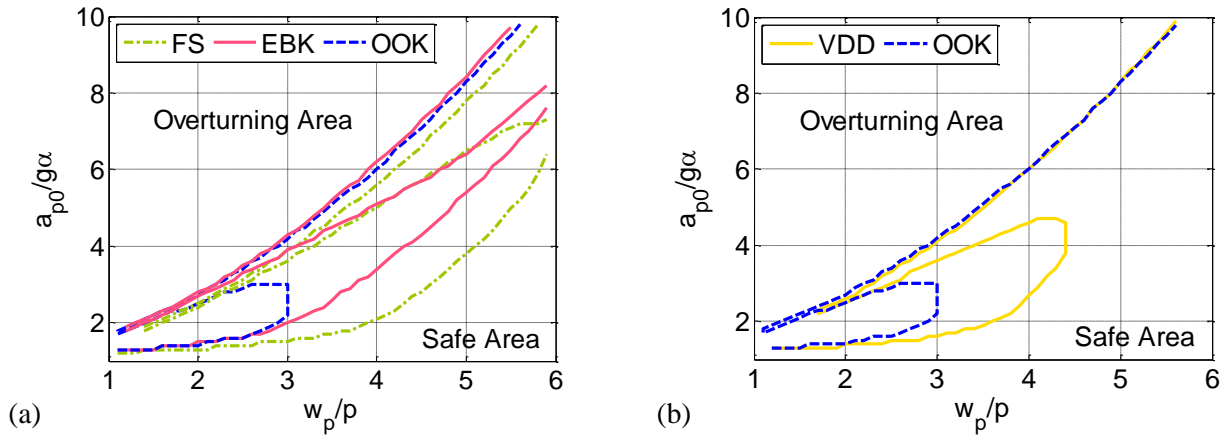 10
8
6
4
2
1 2 3 4 5 6
a_p0/gα
w_p/p
FS EBK OOK
Overturning Area
Safe Area
(a)
10
8
6
4
2
1 2 3 4 5 6
a_p0/gα
w_p/p
VDD OOK
Overturning Area
Safe Area
(b)